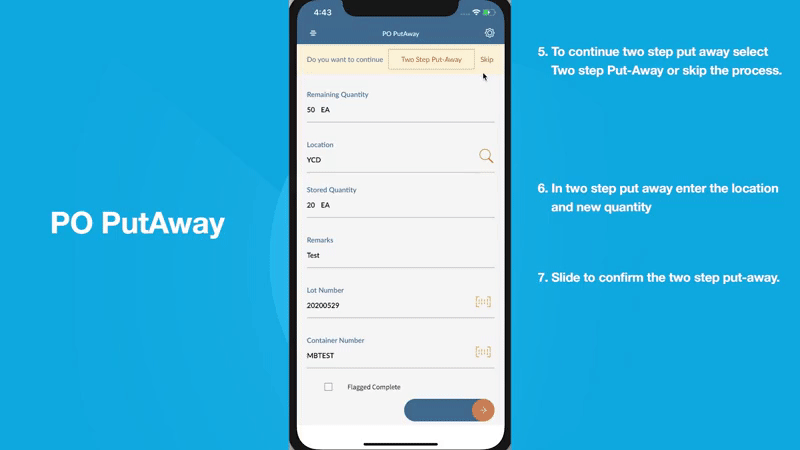 PO PutAway
4:43
PO PutAway
Do you want to continue Two Step Put-Away Skip
Remaining Quantity
50 EA
Location
YCD
Stored Quantity
20 EA
Remarks
Test
Lot Number
20200529
Container Number
MBTEST
Flagged Complete
5. To continue two step put away select
Two step Put-Away or skip the process.
6. In two step put away enter the location
and new quantity
7. Slide to confirm the two step put-away.